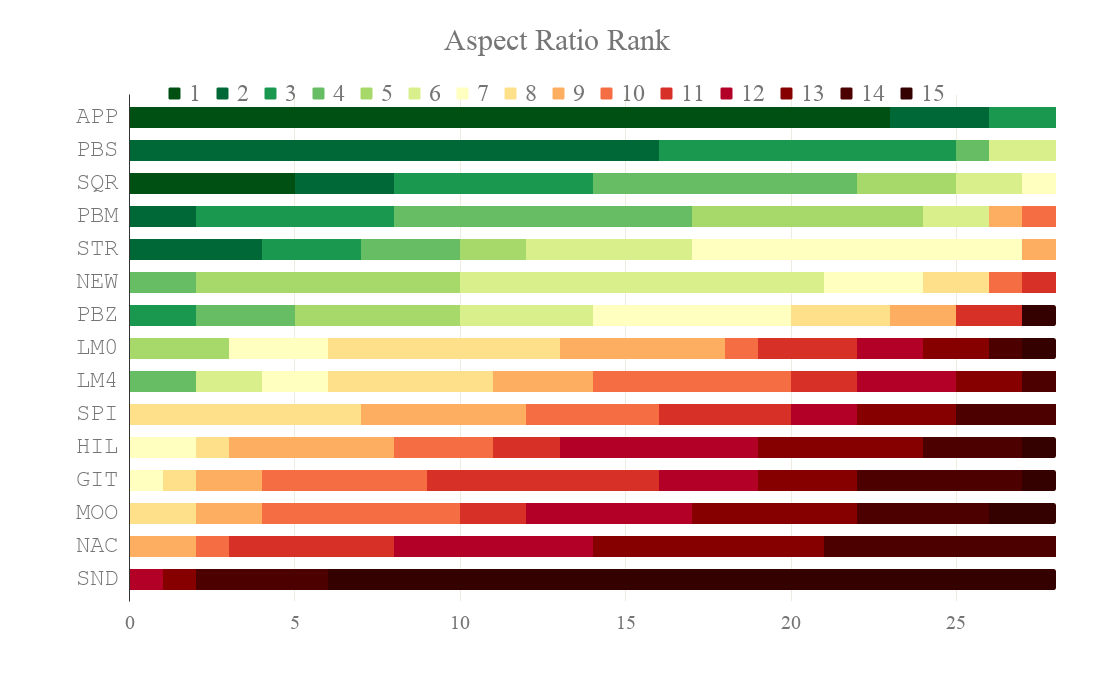 Aspect Ratio Rank
1 2 3 4 5 6 7 8 9 10 11 12 13 14 15
APP
PBS
SQR
PBM
STR
NEW
PBZ
LM0
LM4
SPI
HIL
GIT
MOO
NAC
SND
0 5 10 15 20 25